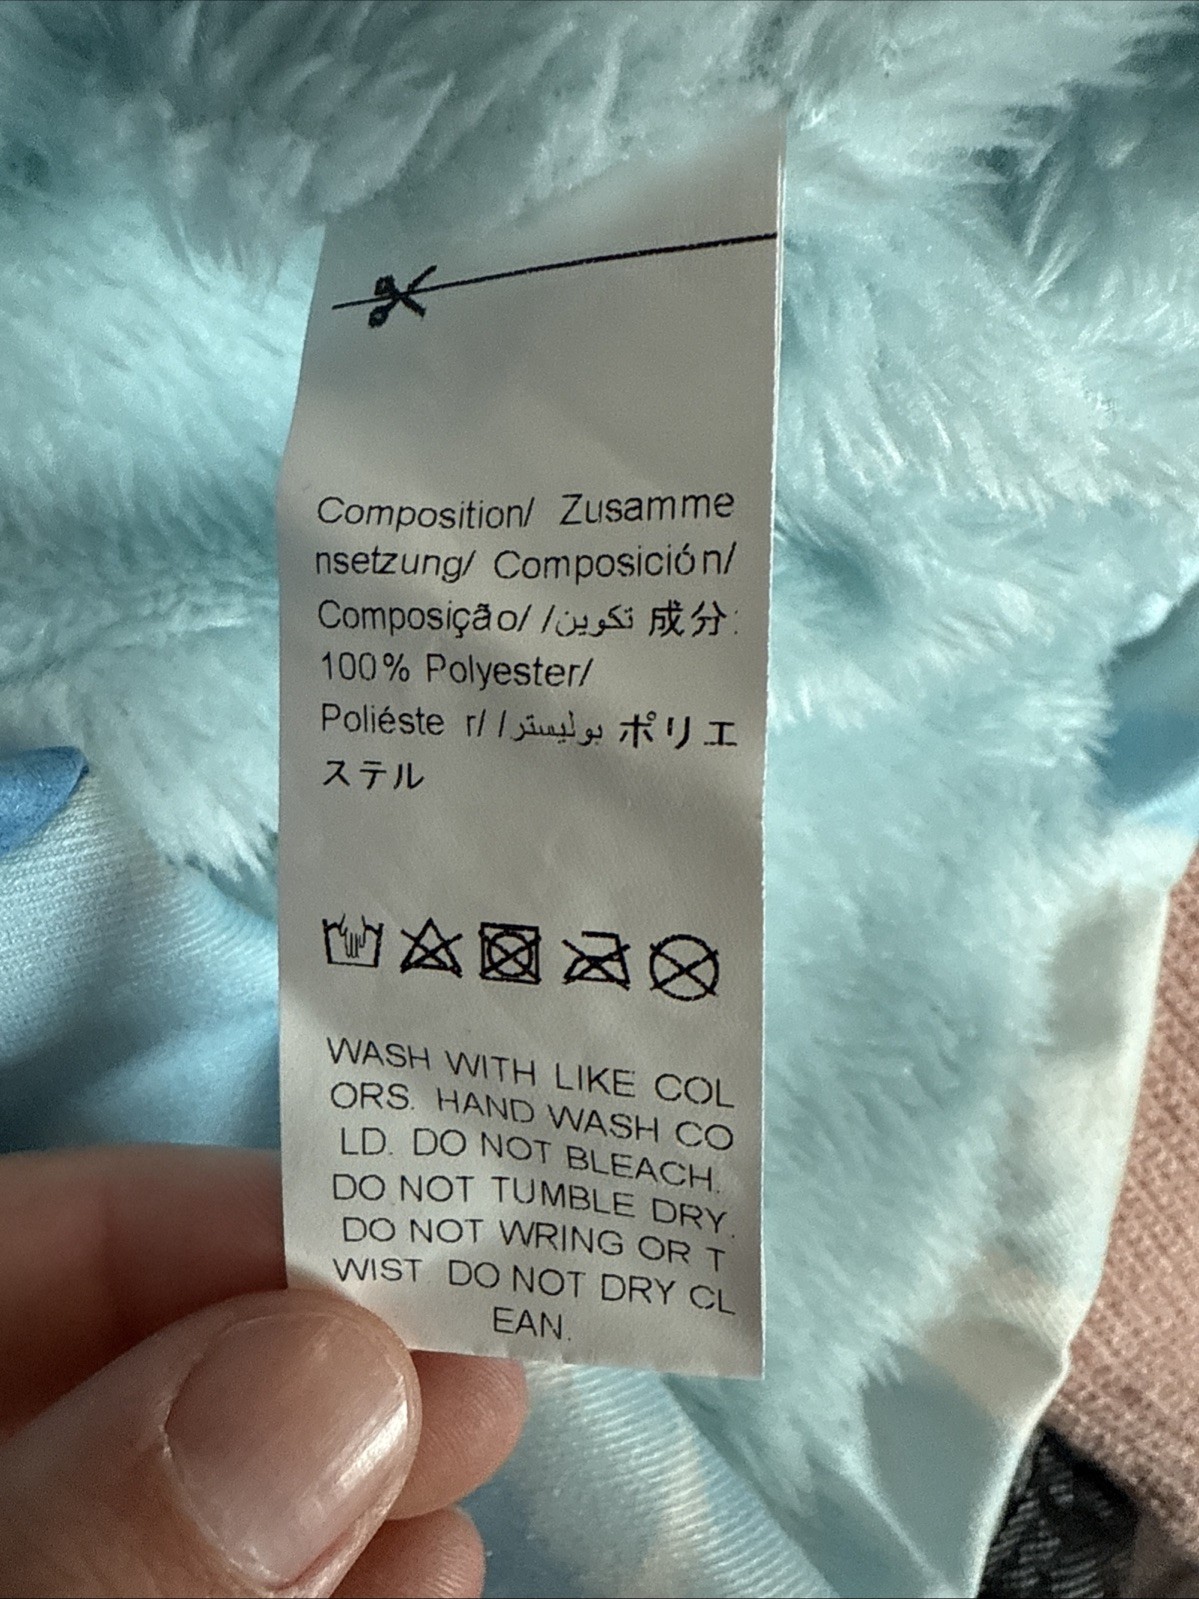 Composition/ Zusamme
nsetzung/ Composición/
Composição/ /تكوين 成分:
100% Polyester/
Poliéste r/ /بوليستر ポリエ
ステル
WASH WITH LIKE COL
ORS. HAND WASH CO
LD. DO NOT BLEACH.
DO NOT TUMBLE DRY.
DO NOT WRING OR T
WIST. DO NOT DRY CL
EAN.